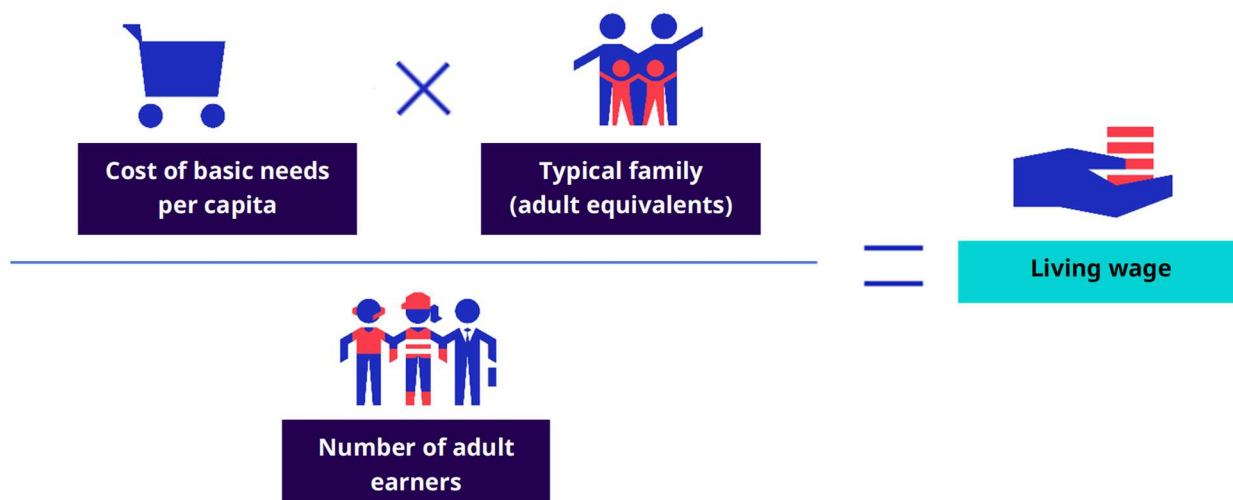 Cost of basic needs
per capita
Typical family
(adult equivalents)
Living wage
Number of adult
earners